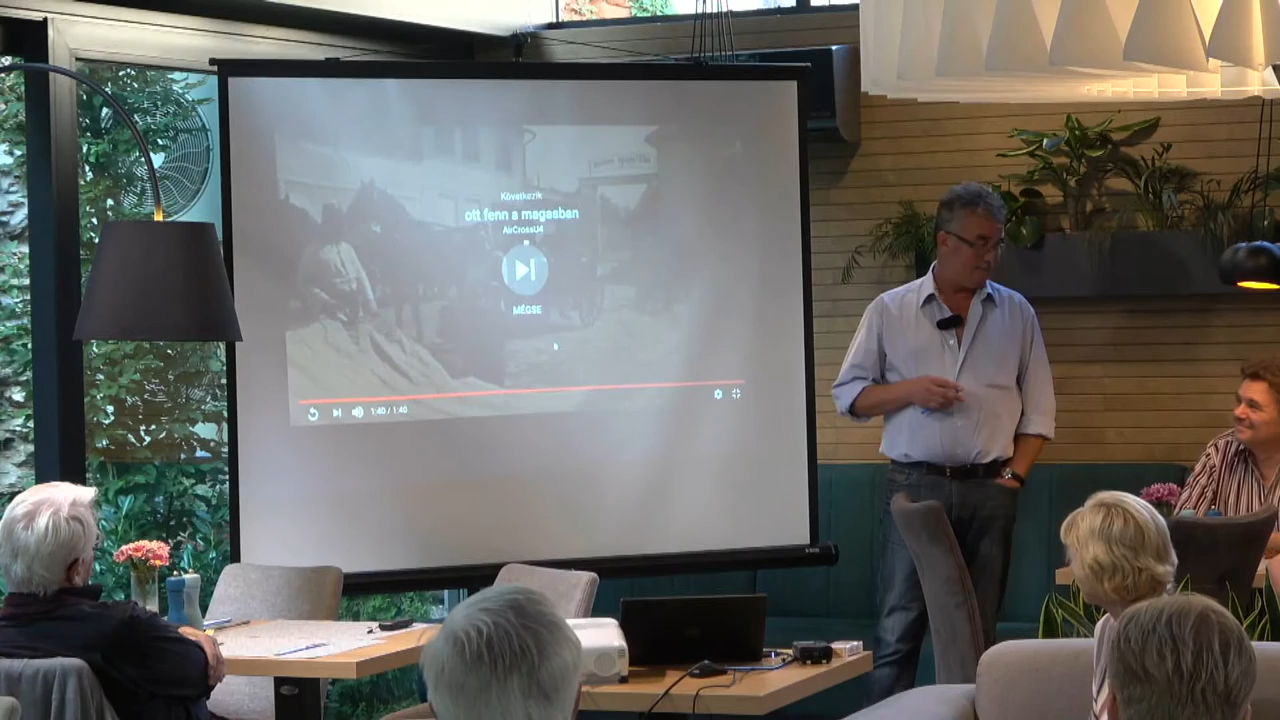 Következik
ott fenn a magasban
AirCrossU4
MÉGSE
1:40 / 1:40